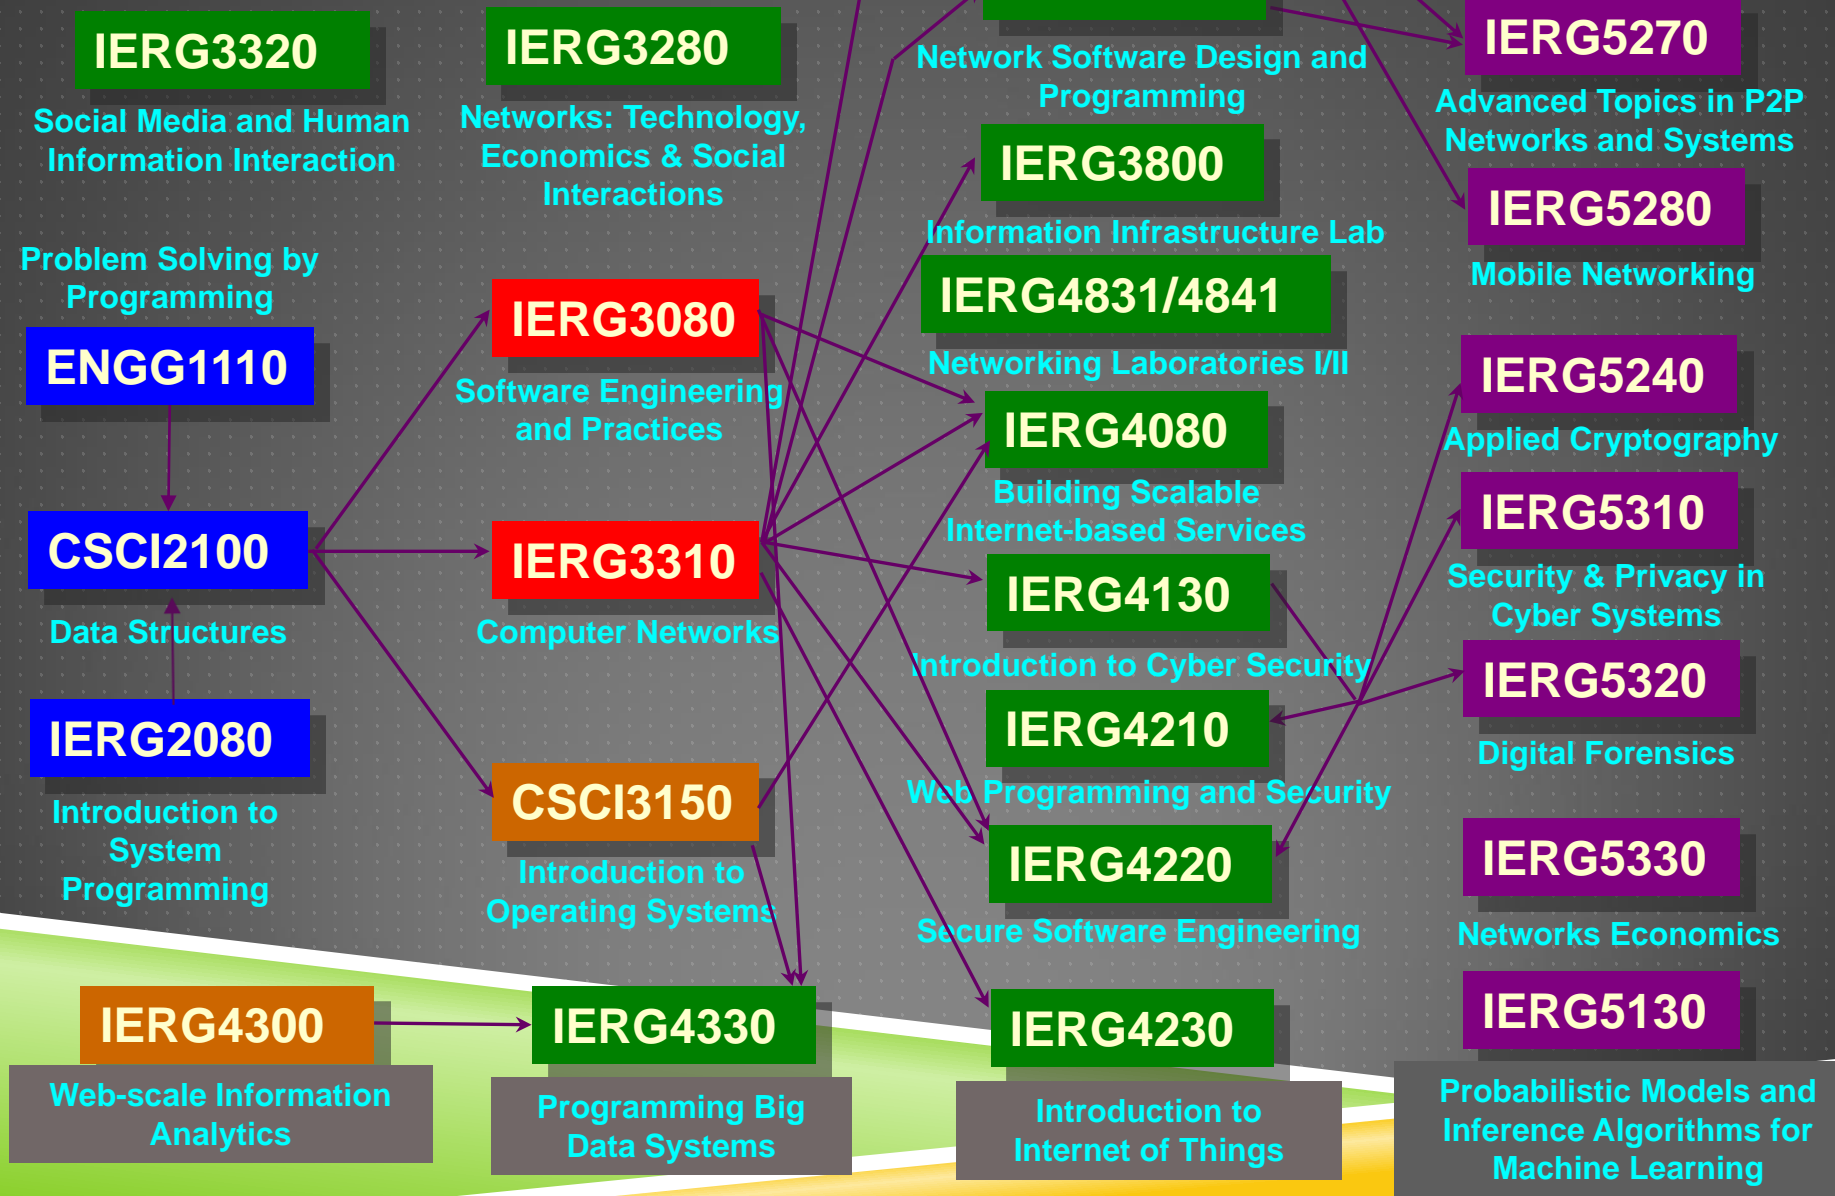 IERG3320
Social Media and Human
Information Interaction
Problem Solving by
Programming
ENGG1110
CSCI2100
Data Structures
IERG2080
Introduction to
System
Programming
IERG4300
Web-scale Information
Analytics
IERG3280
Networks: Technology,
Economics & Social
Interactions
IERG3080
Software Engineering
and Practices
IERG3310
Computer Networks
CSCI3150
Introduction to
Operating Systems
IERG4330
Programming Big
Data Systems
Network Software Design and
Programming
IERG3800
Information Infrastructure Lab
IERG4831/4841
Networking Laboratories I/II
IERG4080
Building Scalable
Internet-based Services
IERG4130
Introduction to Cyber Security
IERG4210
Web Programming and Security
IERG4220
Secure Software Engineering
IERG4230
Introduction to
Internet of Things
IERG5270
Advanced Topics in P2P
Networks and Systems
IERG5280
Mobile Networking
IERG5240
Applied Cryptography
IERG5310
Security & Privacy in
Cyber Systems
IERG5320
Digital Forensics
IERG5330
Networks Economics
IERG5130
Probabilistic Models and
Inference Algorithms for
Machine Learning